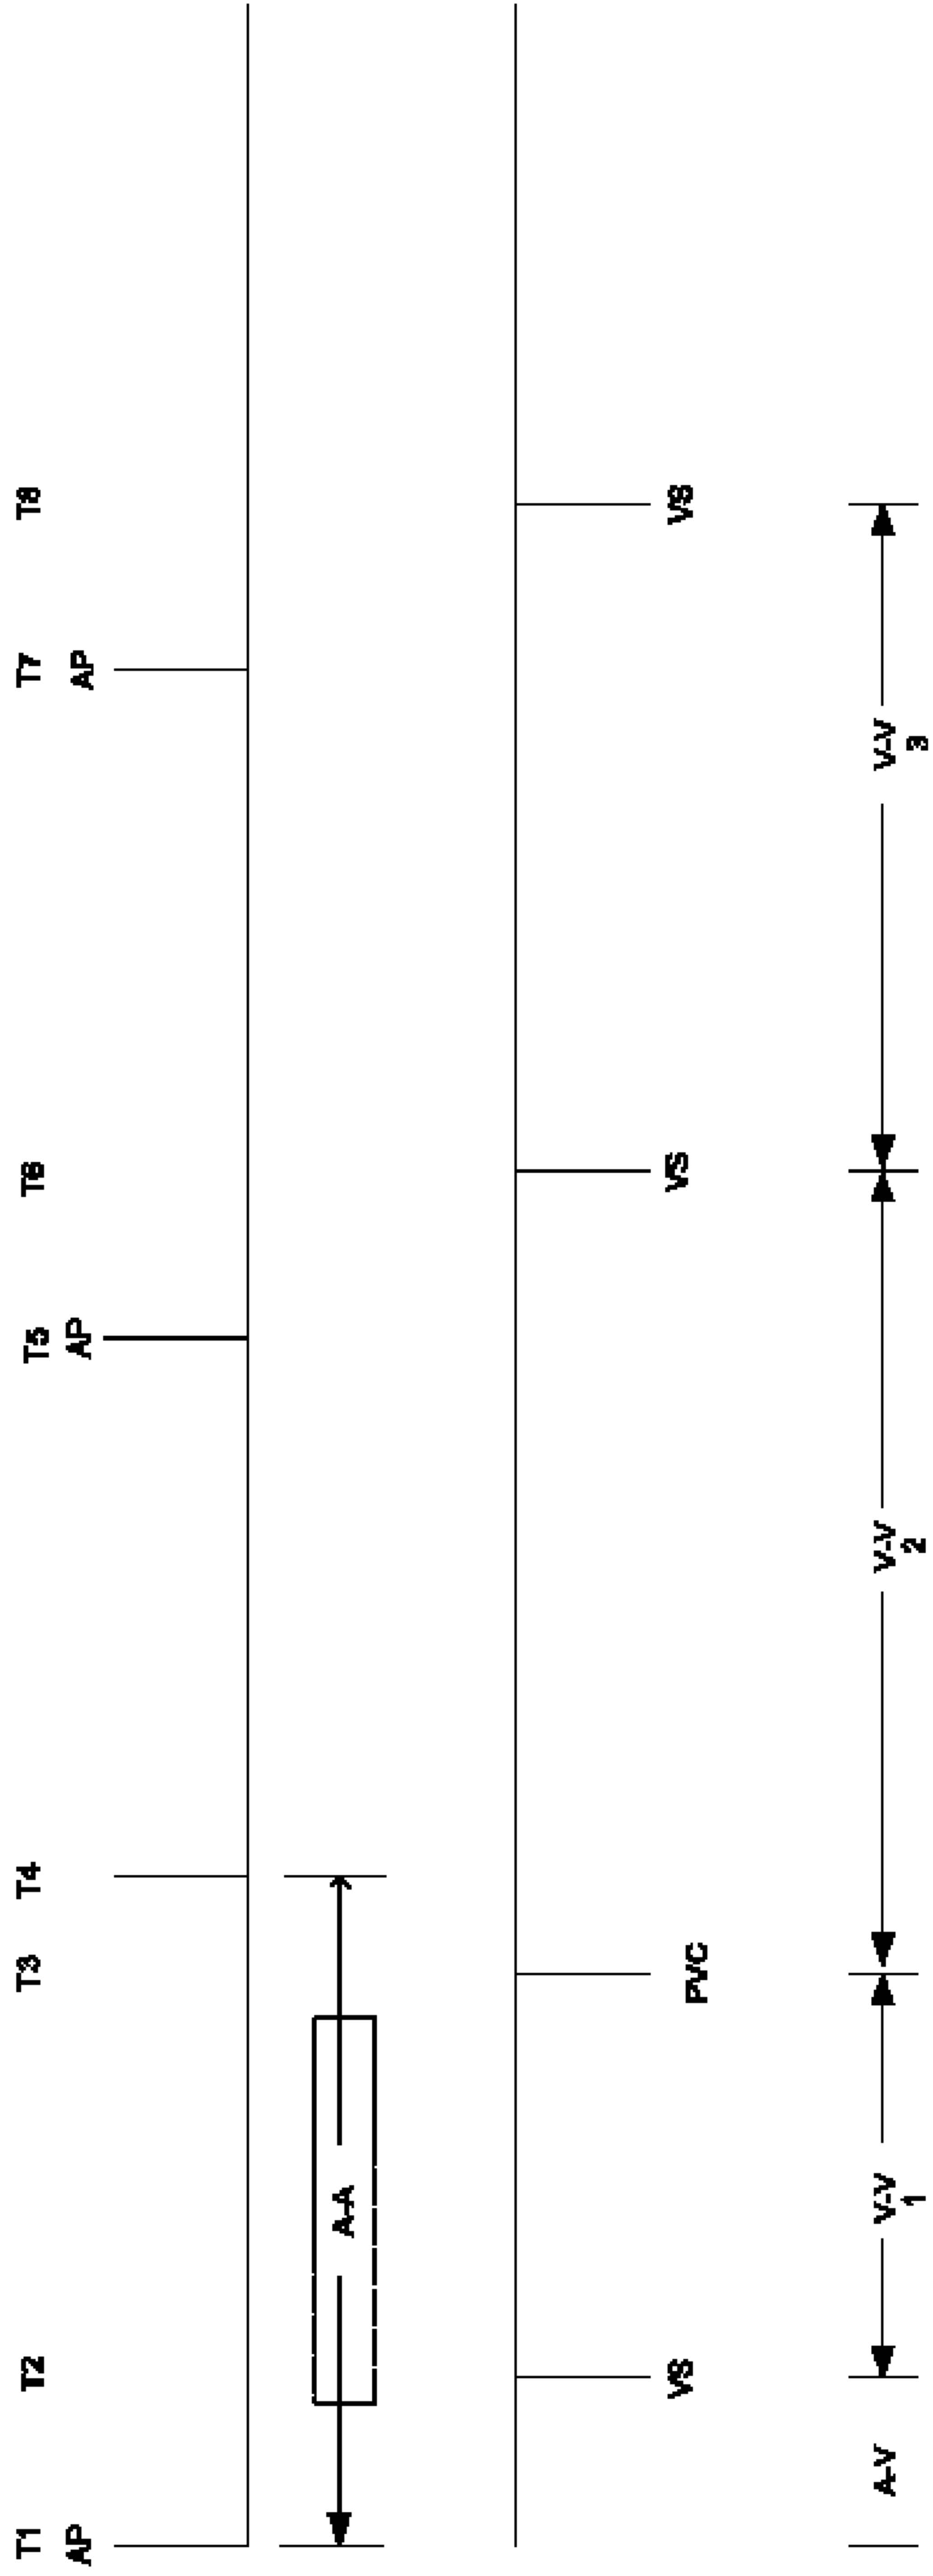 T1 T2 T3 T4 T5 T6 T7 T8
AP AP AP
A-A
VS PVC VS VS
A-V V-V V-V V-V
1 2 3